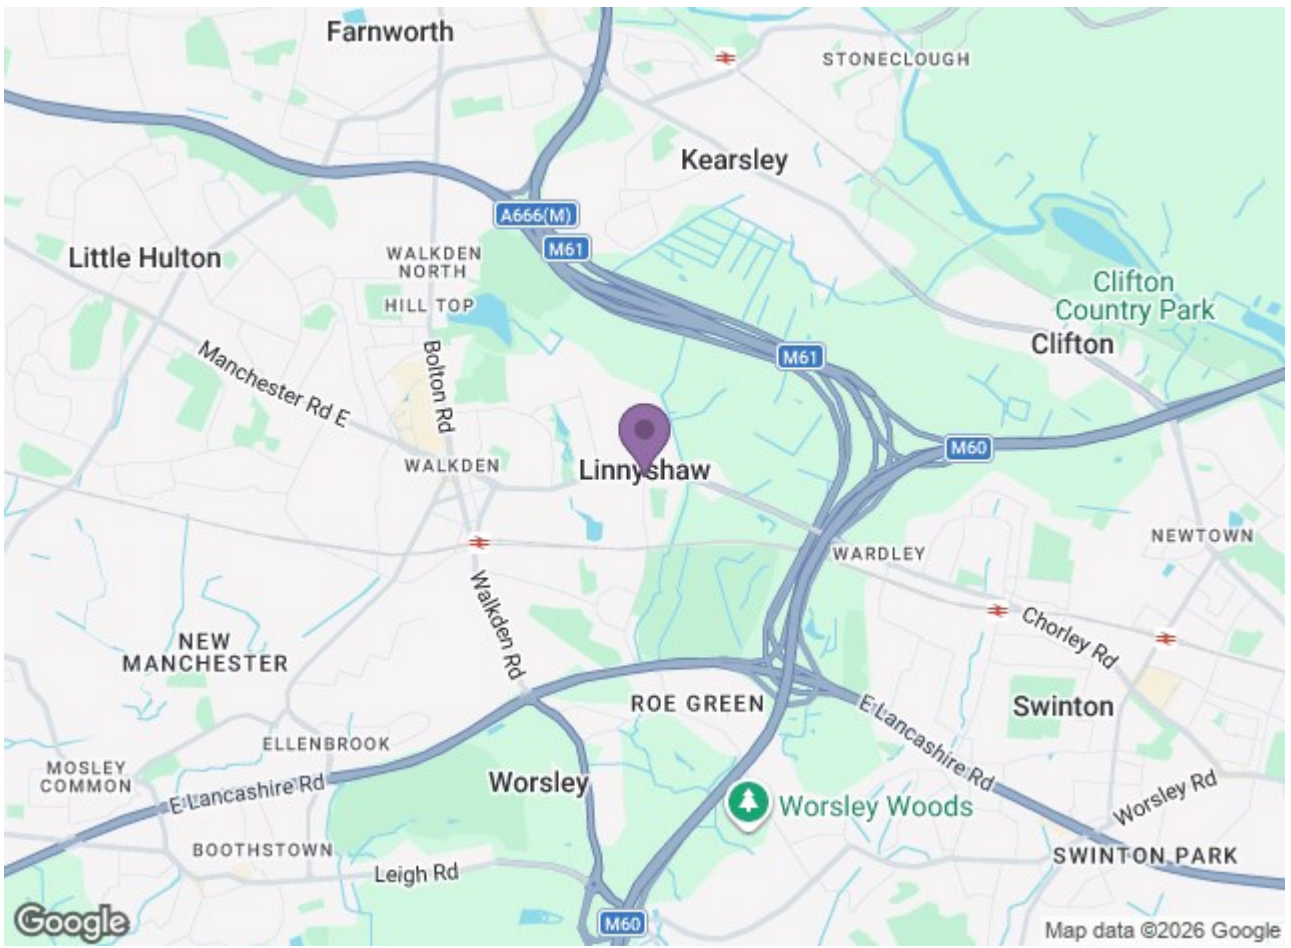 Farnworth
STONECLOUGH
Kearsley
A666(M)
M61
Little Hulton
WALKDEN
NORTH
HILL TOP
Clifton
Country Park
Clifton
M61
Manchester Rd E
Bolton Rd
M60
WALKDEN
Linnyshaw
NEWTOWN
WARDLEY
Walkden Rd
Chorley Rd
NEW
MANCHESTER
ROE GREEN
Swinton
E Lancashire Rd
ELLENBROOK
MOSLEY
COMMON
E Lancashire Rd
Worsley
Worsley Woods
Worsley Rd
BOOTHSTOWN
SWINTON PARK
Leigh Rd
M60
Google
Map data ©2026 Google